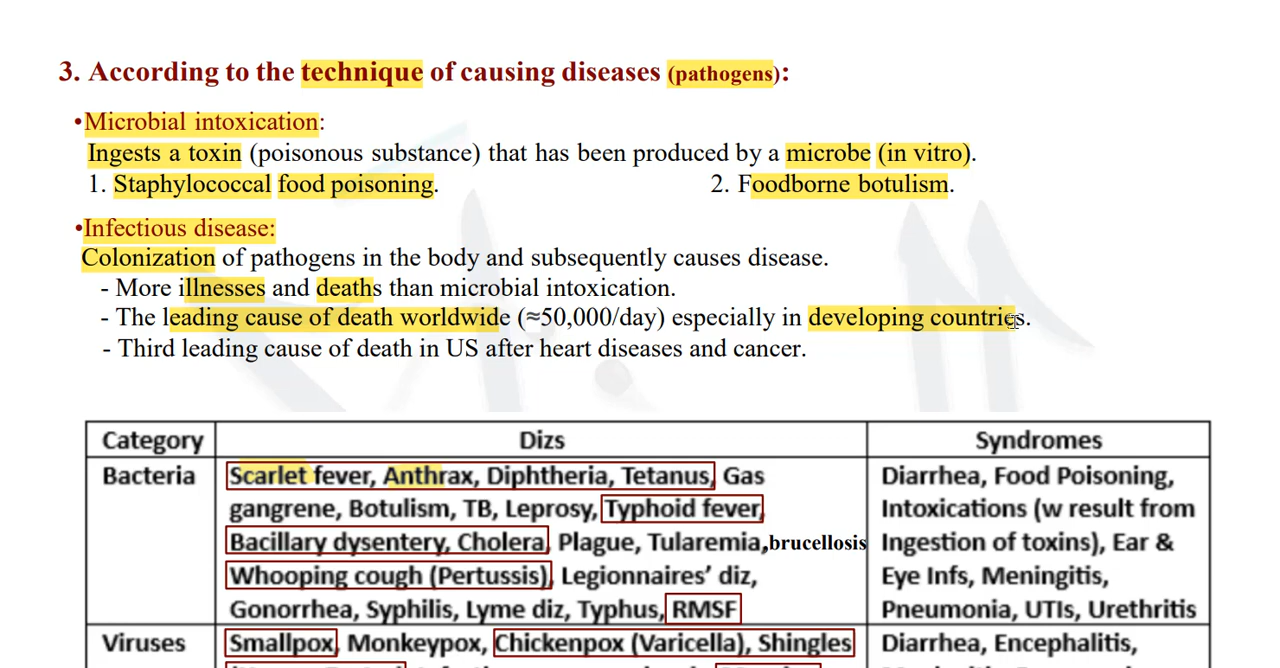 3. According to the technique of causing diseases (pathogens):
•Microbial intoxication:
Ingests a toxin (poisonous substance) that has been produced by a microbe (in vitro).
1. Staphylococcal food poisoning. 2. Foodborne botulism.
•Infectious disease:
Colonization of pathogens in the body and subsequently causes disease.
- More illnesses and deaths than microbial intoxication.
- The leading cause of death worldwide (≈50,000/day) especially in developing countries.
- Third leading cause of death in US after heart diseases and cancer.
Category Dizs Syndromes
Bacteria Scarlet fever, Anthrax, Diphtheria, Tetanus, Gas Diarrhea, Food Poisoning,
gangrene, Botulism, TB, Leprosy, Typhoid fever, Intoxications (w result from
Bacillary dysentery, Cholera, Plague, Tularemia,brucellosis Ingestion of toxins), Ear &
Whooping cough (Pertussis), Legionnaires' diz, Eye Infs, Meningitis,
Gonorrhea, Syphilis, Lyme diz, Typhus, RMSF Pneumonia, UTIs, Urethritis
Viruses Smallpox, Monkeypox, Chickenpox (Varicella), Shingles Diarrhea, Encephalitis,